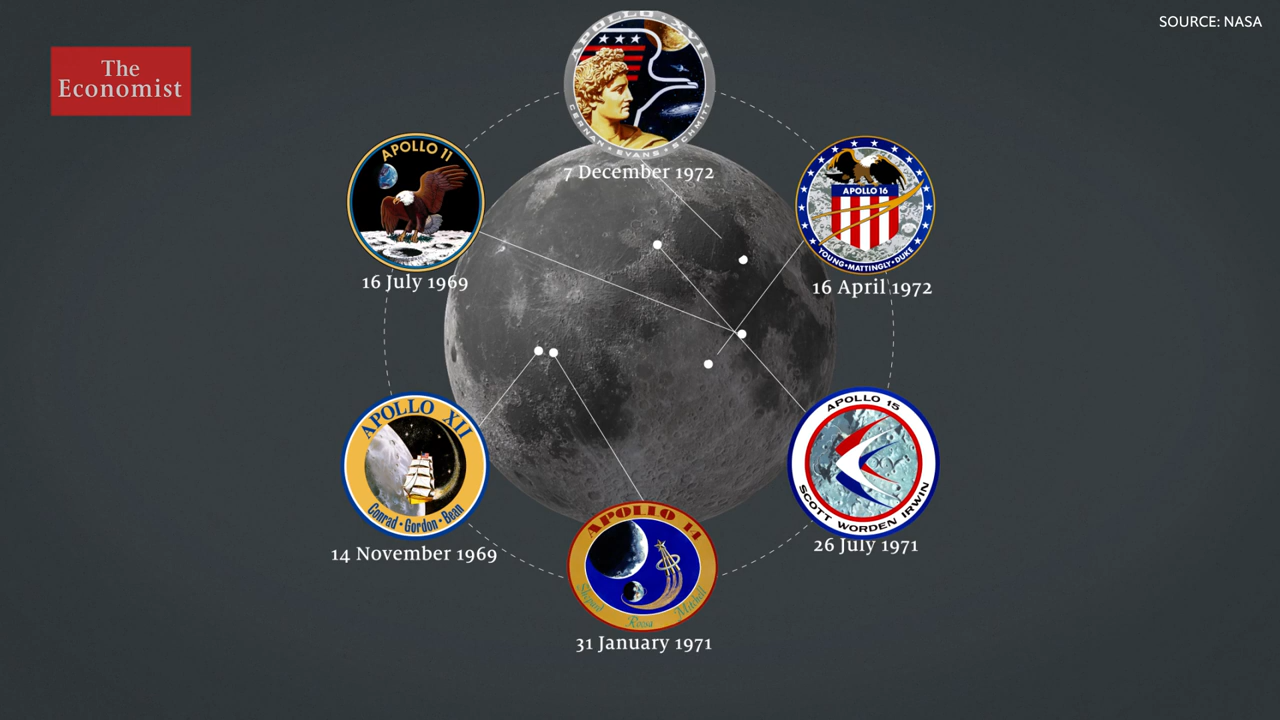 SOURCE: NASA
The
Economist
APOLLO · XVII
CERNAN · EVANS · SCHMITT
7 December 1972
APOLLO 11
16 July 1969
APOLLO 16
YOUNG · MATTINGLY · DUKE
16 April 1972
APOLLO XII
Conrad · Gordon · Bean
14 November 1969
APOLLO 15
SCOTT WORDEN IRWIN
26 July 1971
APOLLO 14
Shepard Roosa Mitchell
31 January 1971